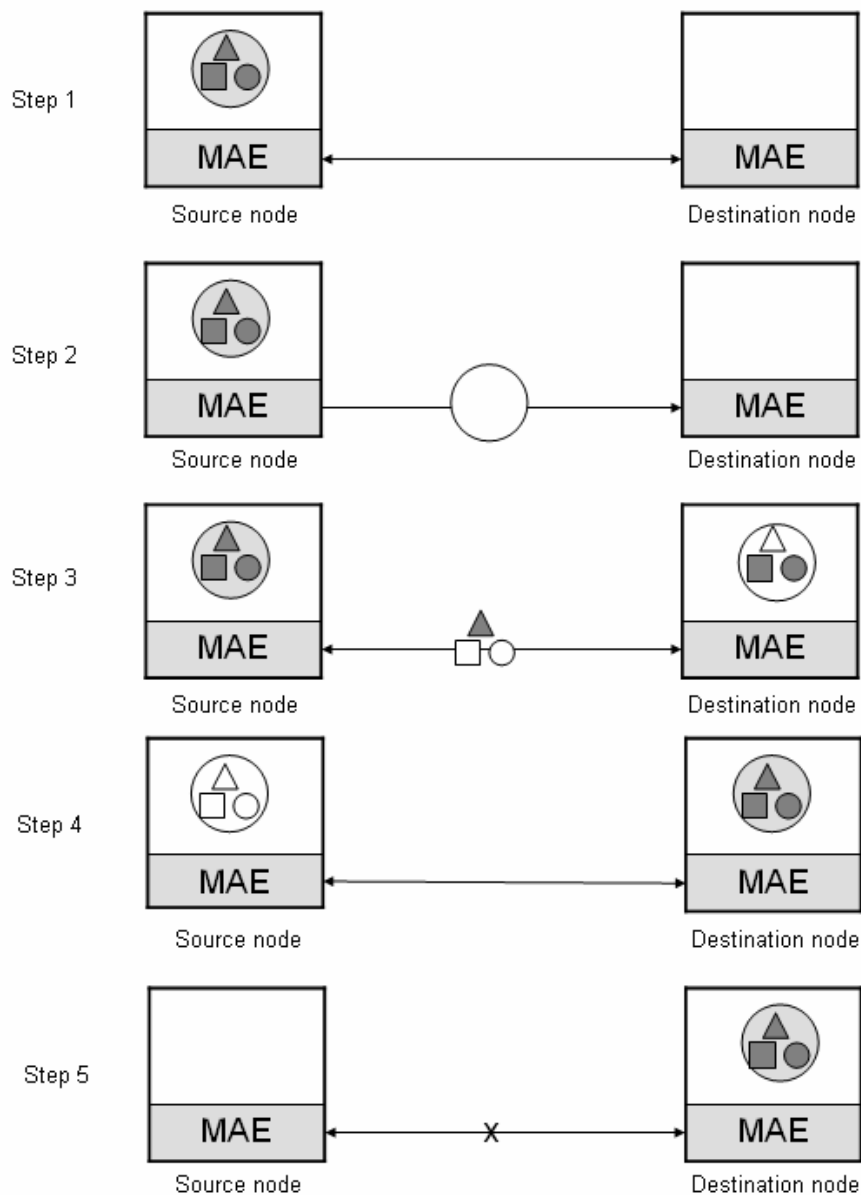 Step 1
MAE
MAE
Source node
Destination node
Step 2
MAE
MAE
Source node
Destination node
Step 3
MAE
MAE
Source node
Destination node
Step 4
MAE
MAE
Source node
Destination node
Step 5
MAE
X
MAE
Source node
Destination node